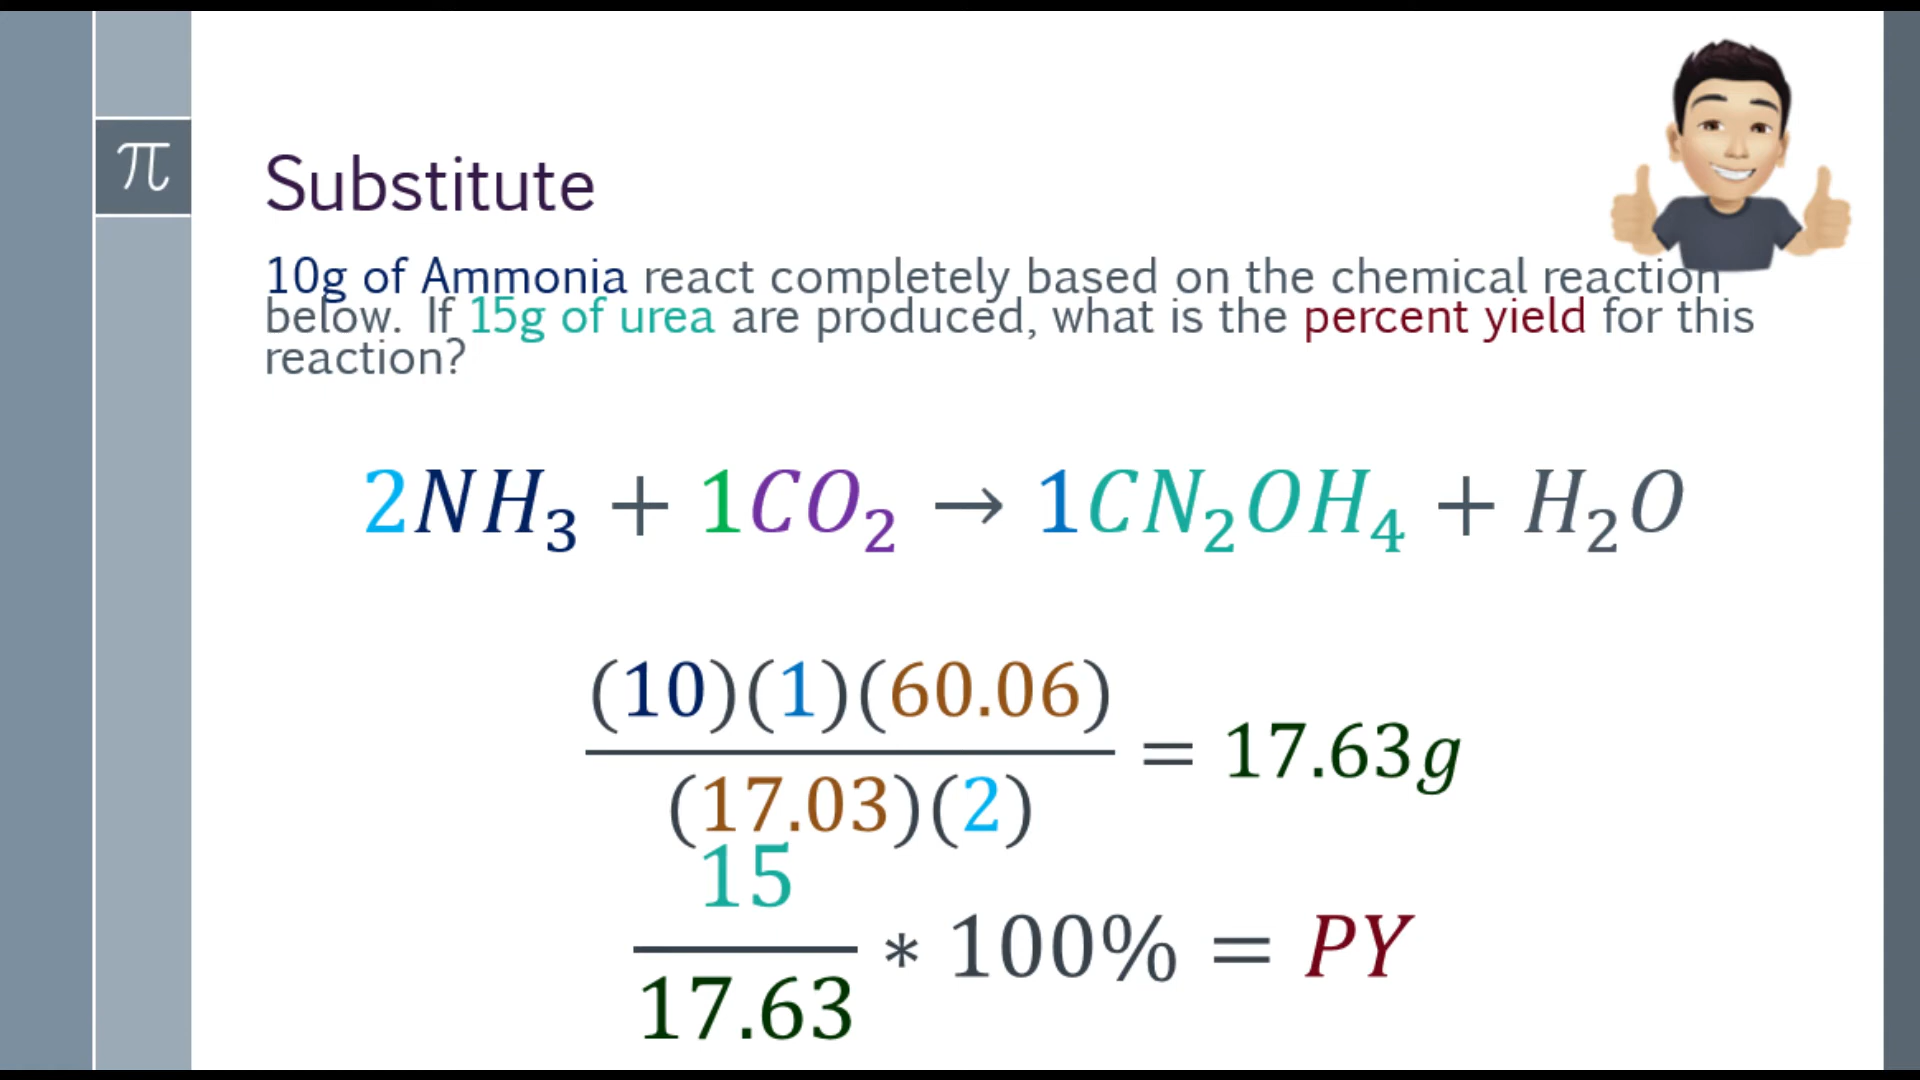 π
Substitute
10g of Ammonia react completely based on the chemical reaction
below. If 15g of urea are produced, what is the percent yield for this
reaction?
2NH₃ + 1CO₂ → 1CN₂OH₄ + H₂O
(10)(1)(60.06)
= 17.63g
(17.03)(2)
15
∗ 100% = PY
17.63